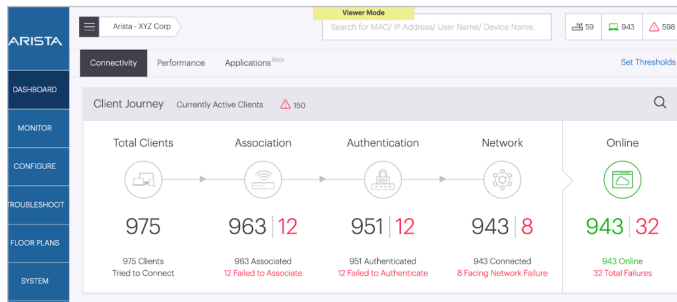 Viewer Mode
ARISTA
Arista - XYZ Corp
Search for MAC/ IP Address/ User Name/ Device Name.
59
943
598
Connectivity
Performance
Applications Beta
Set Thresholds
DASHBOARD
MONITOR
CONFIGURE
TROUBLESHOOT
FLOOR PLANS
SYSTEM
Client Journey
Currently Active Clients
150
Total Clients
Association
Authentication
Network
Online
975
963 12
951 12
943 8
943 32
975 Clients
Tried to Connect
963 Associated
12 Failed to Associate
951 Authenticated
12 Failed to Authenticate
943 Connected
8 Facing Network Failure
943 Online
32 Total Failures